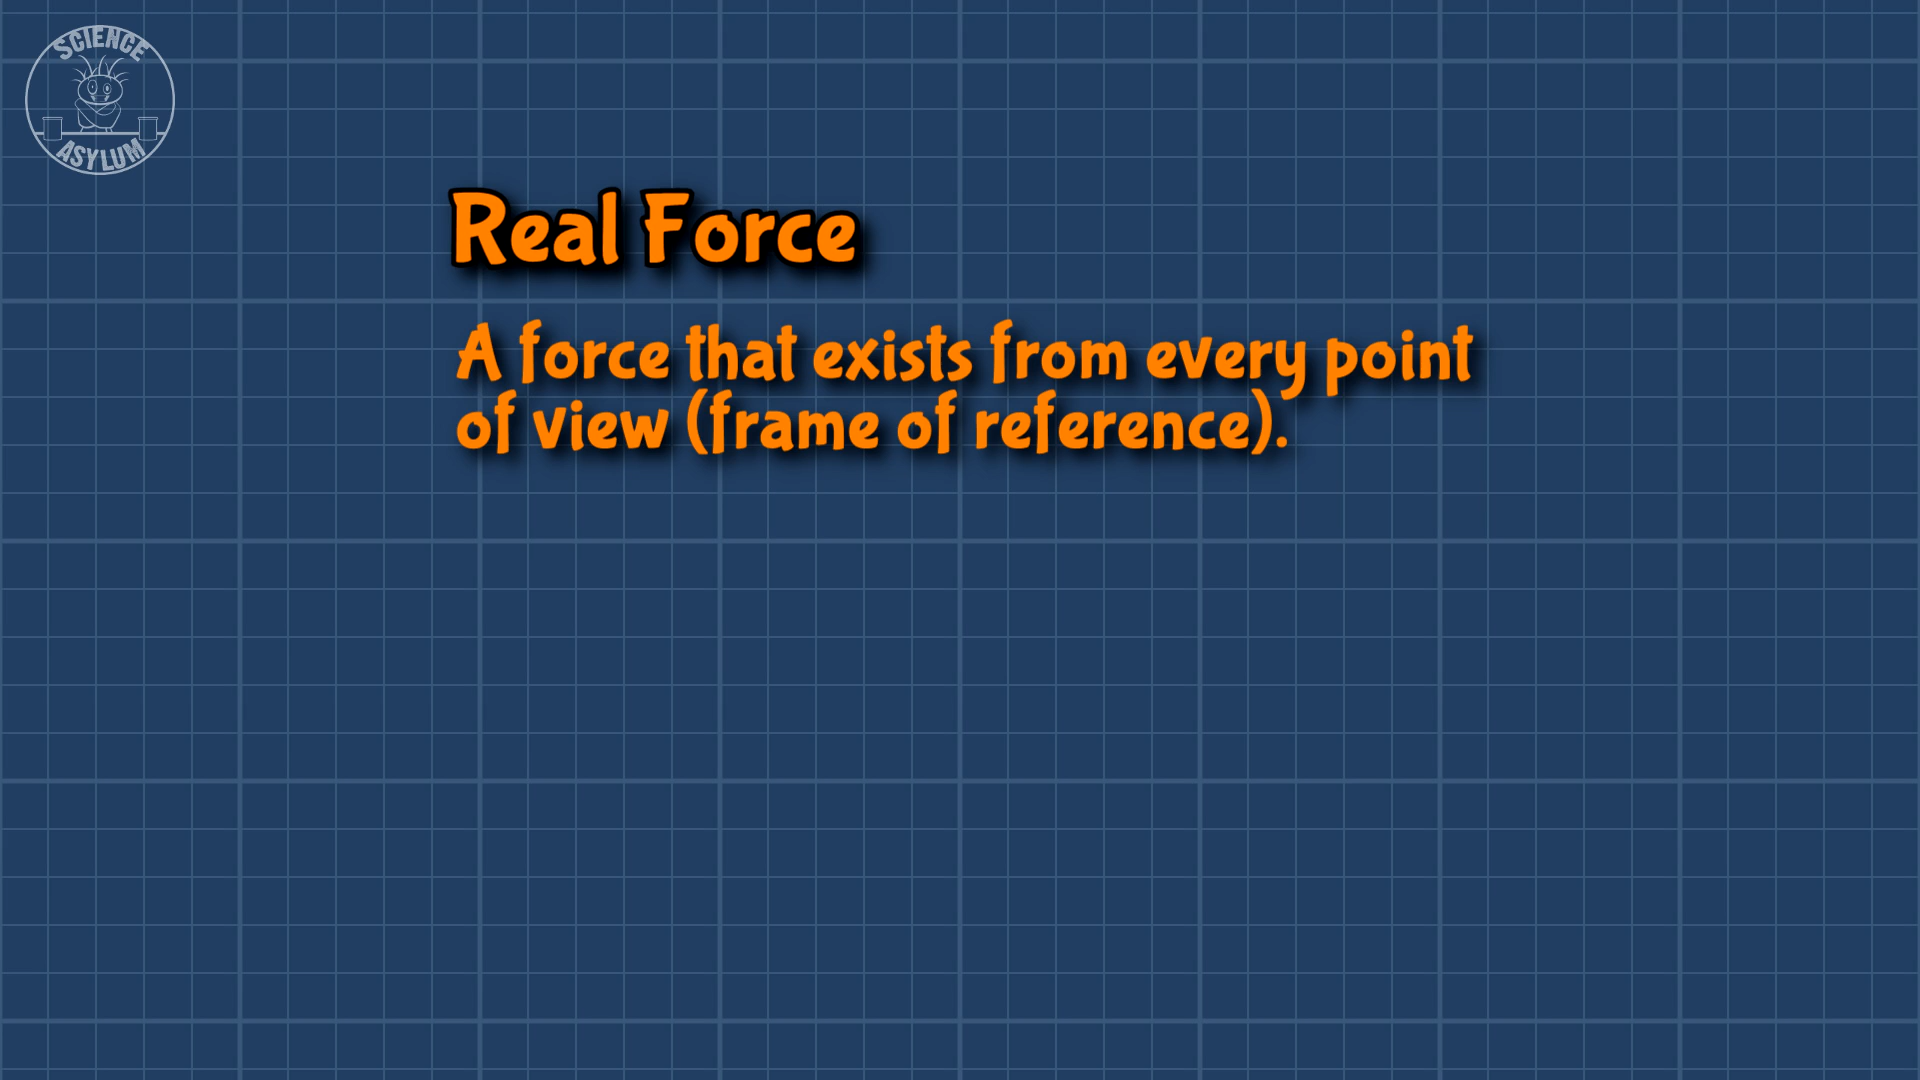 SCIENCE
ASYLUM
Real Force
A force that exists from every point
of view (frame of reference).